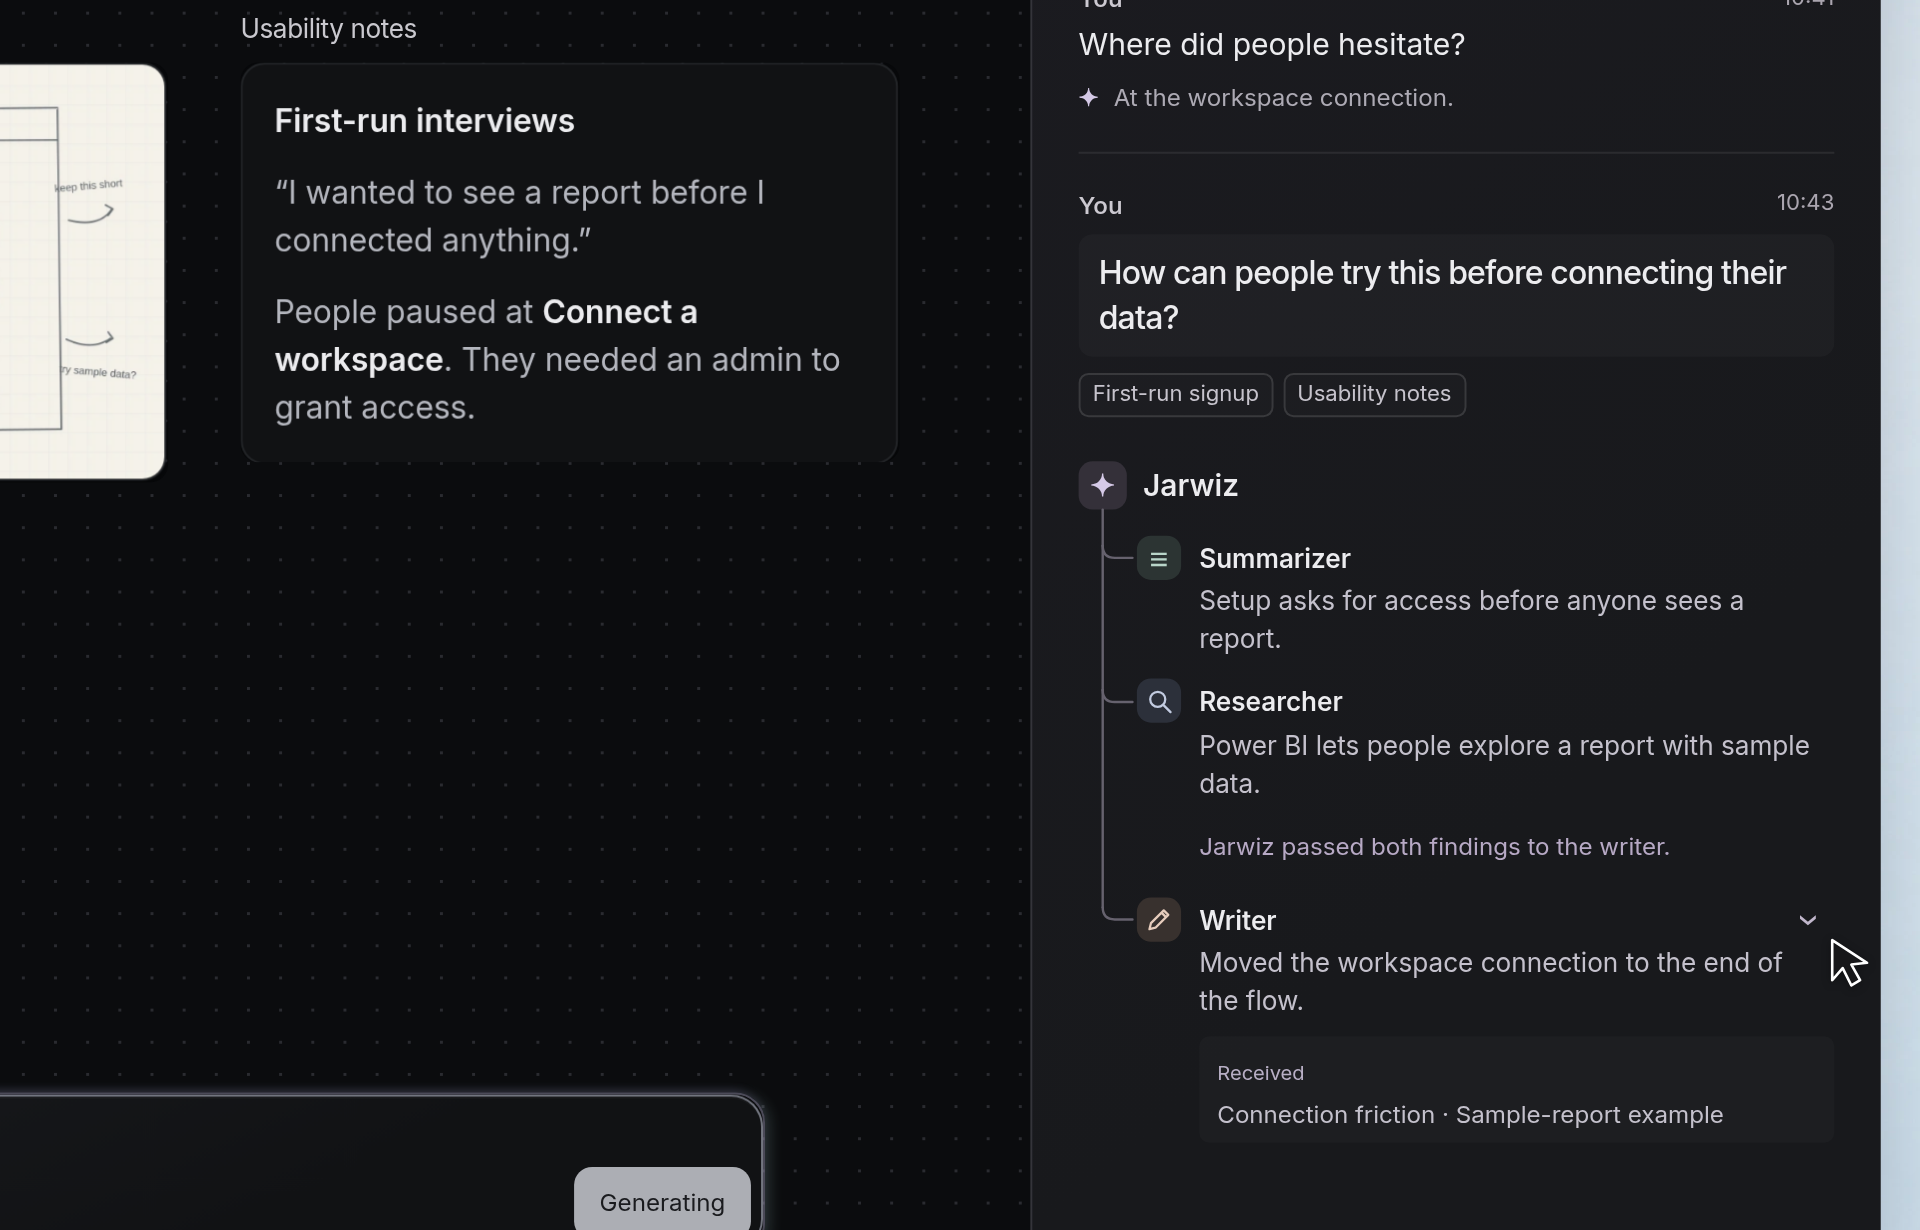 Usability notes
keep this short
try sample data?
First-run interviews
“I wanted to see a report before I
connected anything.”
People paused at Connect a
workspace. They needed an admin to
grant access.
Generating
You
10:41
Where did people hesitate?
At the workspace connection.
You
10:43
How can people try this before connecting their
data?
First-run signup
Usability notes
Jarwiz
Summarizer
Setup asks for access before anyone sees a
report.
Researcher
Power BI lets people explore a report with sample
data.
Jarwiz passed both findings to the writer.
Writer
Moved the workspace connection to the end of
the flow.
Received
Connection friction · Sample-report example